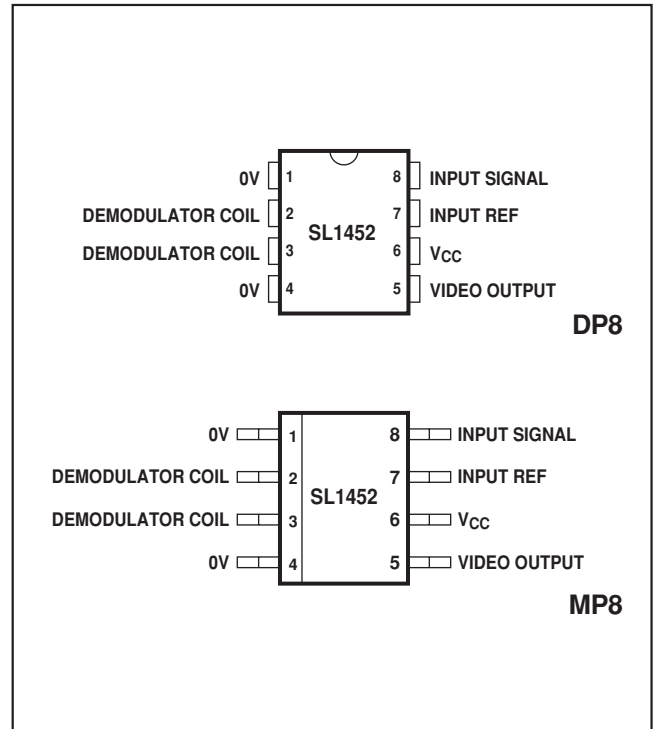 0V 1 8 INPUT SIGNAL
DEMODULATOR COIL 2 7 INPUT REF
SL1452
DEMODULATOR COIL 3 6 VCC
0V 4 5 VIDEO OUTPUT
DP8
0V 1 8 INPUT SIGNAL
DEMODULATOR COIL 2 7 INPUT REF
SL1452
DEMODULATOR COIL 3 6 VCC
0V 4 5 VIDEO OUTPUT
MP8